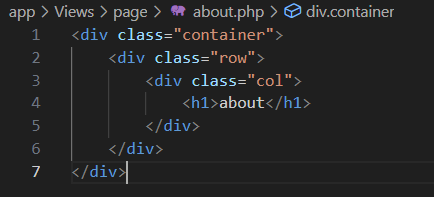 app > Views > page > about.php > div.container
1 <div class="container">
2     <div class="row">
3         <div class="col">
4             <h1>about</h1>
5         </div>
6     </div>
7 </div>